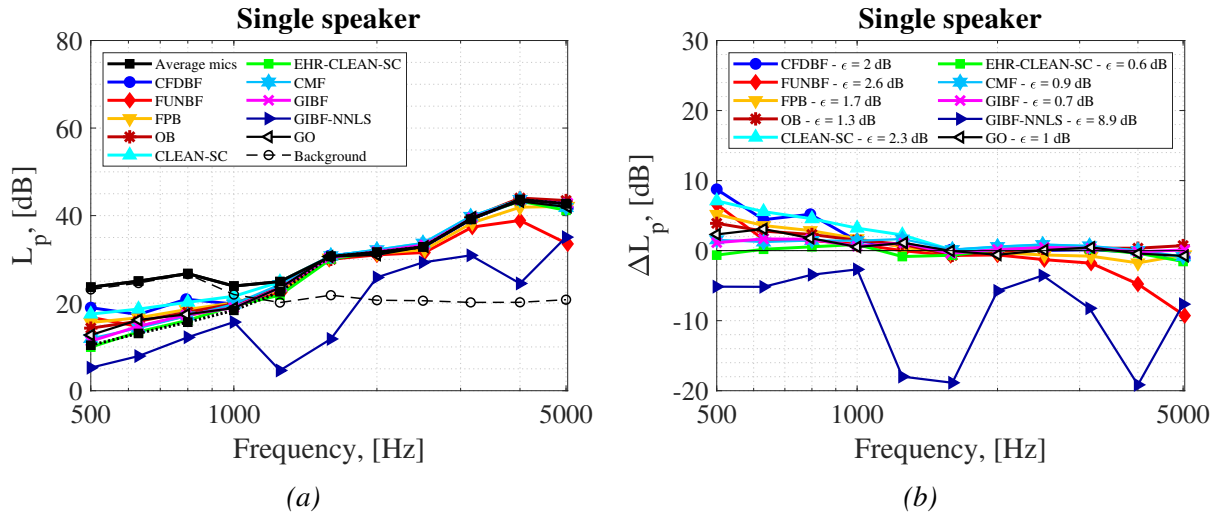 Single speaker
80
60
40
20
0
L_p, [dB]
Average mics
CFDBF
FUNBF
FPB
OB
CLEAN-SC
EHR-CLEAN-SC
CMF
GIBF
GIBF-NNLS
GO
Background
500 1000 5000
Frequency, [Hz]
(a)
Single speaker
30
20
10
0
-10
-20
ΔL_p, [dB]
CFDBF - ϵ = 2 dB
FUNBF - ϵ = 2.6 dB
FPB - ϵ = 1.7 dB
OB - ϵ = 1.3 dB
CLEAN-SC - ϵ = 2.3 dB
EHR-CLEAN-SC - ϵ = 0.6 dB
CMF - ϵ = 0.9 dB
GIBF - ϵ = 0.7 dB
GIBF-NNLS - ϵ = 8.9 dB
GO - ϵ = 1 dB
500 1000 5000
Frequency, [Hz]
(b)